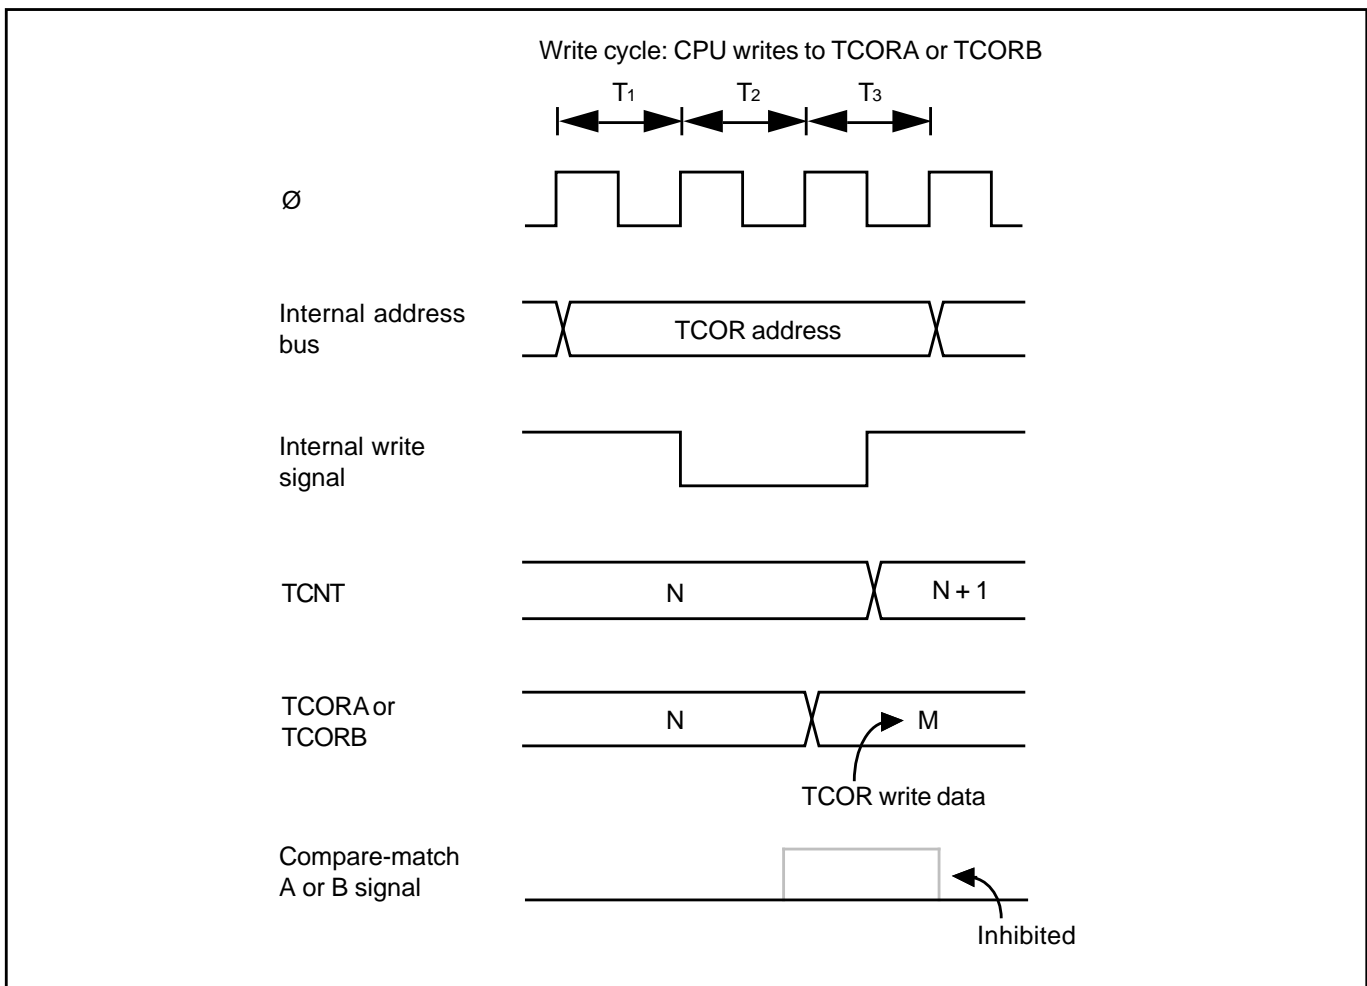 Write cycle: CPU writes to TCORA or TCORB
T1 T2 T3
Ø
Internal address
bus
TCOR address
Internal write
signal
TCNT
N
N + 1
TCORA or
TCORB
N
M
TCOR write data
Compare-match
A or B signal
Inhibited